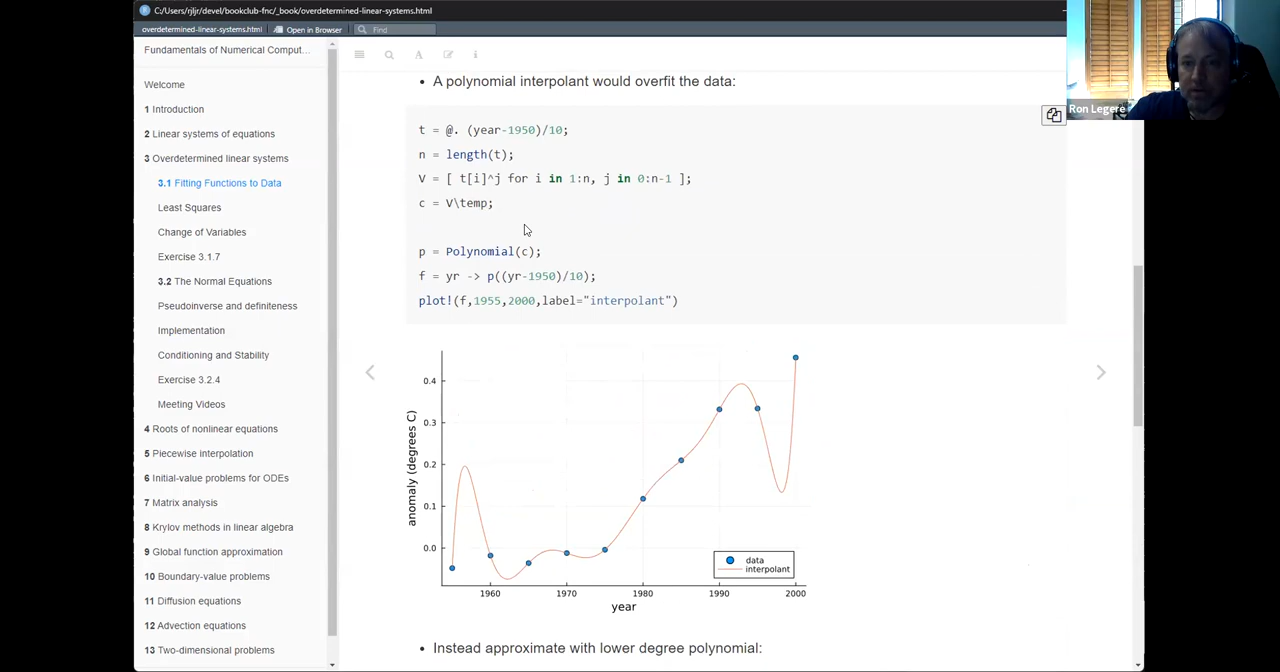 C:/Users/rjljr/devel/bookclub-fnc/_book/overdetermined-linear-systems.html
overdetermined-linear-systems.html
Open in Browser
Find
Fundamentals of Numerical Comput...
Welcome
1 Introduction
2 Linear systems of equations
3 Overdetermined linear systems
3.1 Fitting Functions to Data
Least Squares
Change of Variables
Exercise 3.1.7
3.2 The Normal Equations
Pseudoinverse and definiteness
Implementation
Conditioning and Stability
Exercise 3.2.4
Meeting Videos
4 Roots of nonlinear equations
5 Piecewise interpolation
6 Initial-value problems for ODEs
7 Matrix analysis
8 Krylov methods in linear algebra
9 Global function approximation
10 Boundary-value problems
11 Diffusion equations
12 Advection equations
13 Two-dimensional problems
• A polynomial interpolant would overfit the data:
t = @. (year-1950)/10;
n = length(t);
V = [ t[i]^j for i in 1:n, j in 0:n-1 ];
c = V\temp;
p = Polynomial(c);
f = yr -> p((yr-1950)/10);
plot!(f,1955,2000,label="interpolant")
anomaly (degrees C)
0.4
0.3
0.2
0.1
0.0
data
interpolant
1960 1970 1980 1990 2000
year
• Instead approximate with lower degree polynomial:
Ron Legere